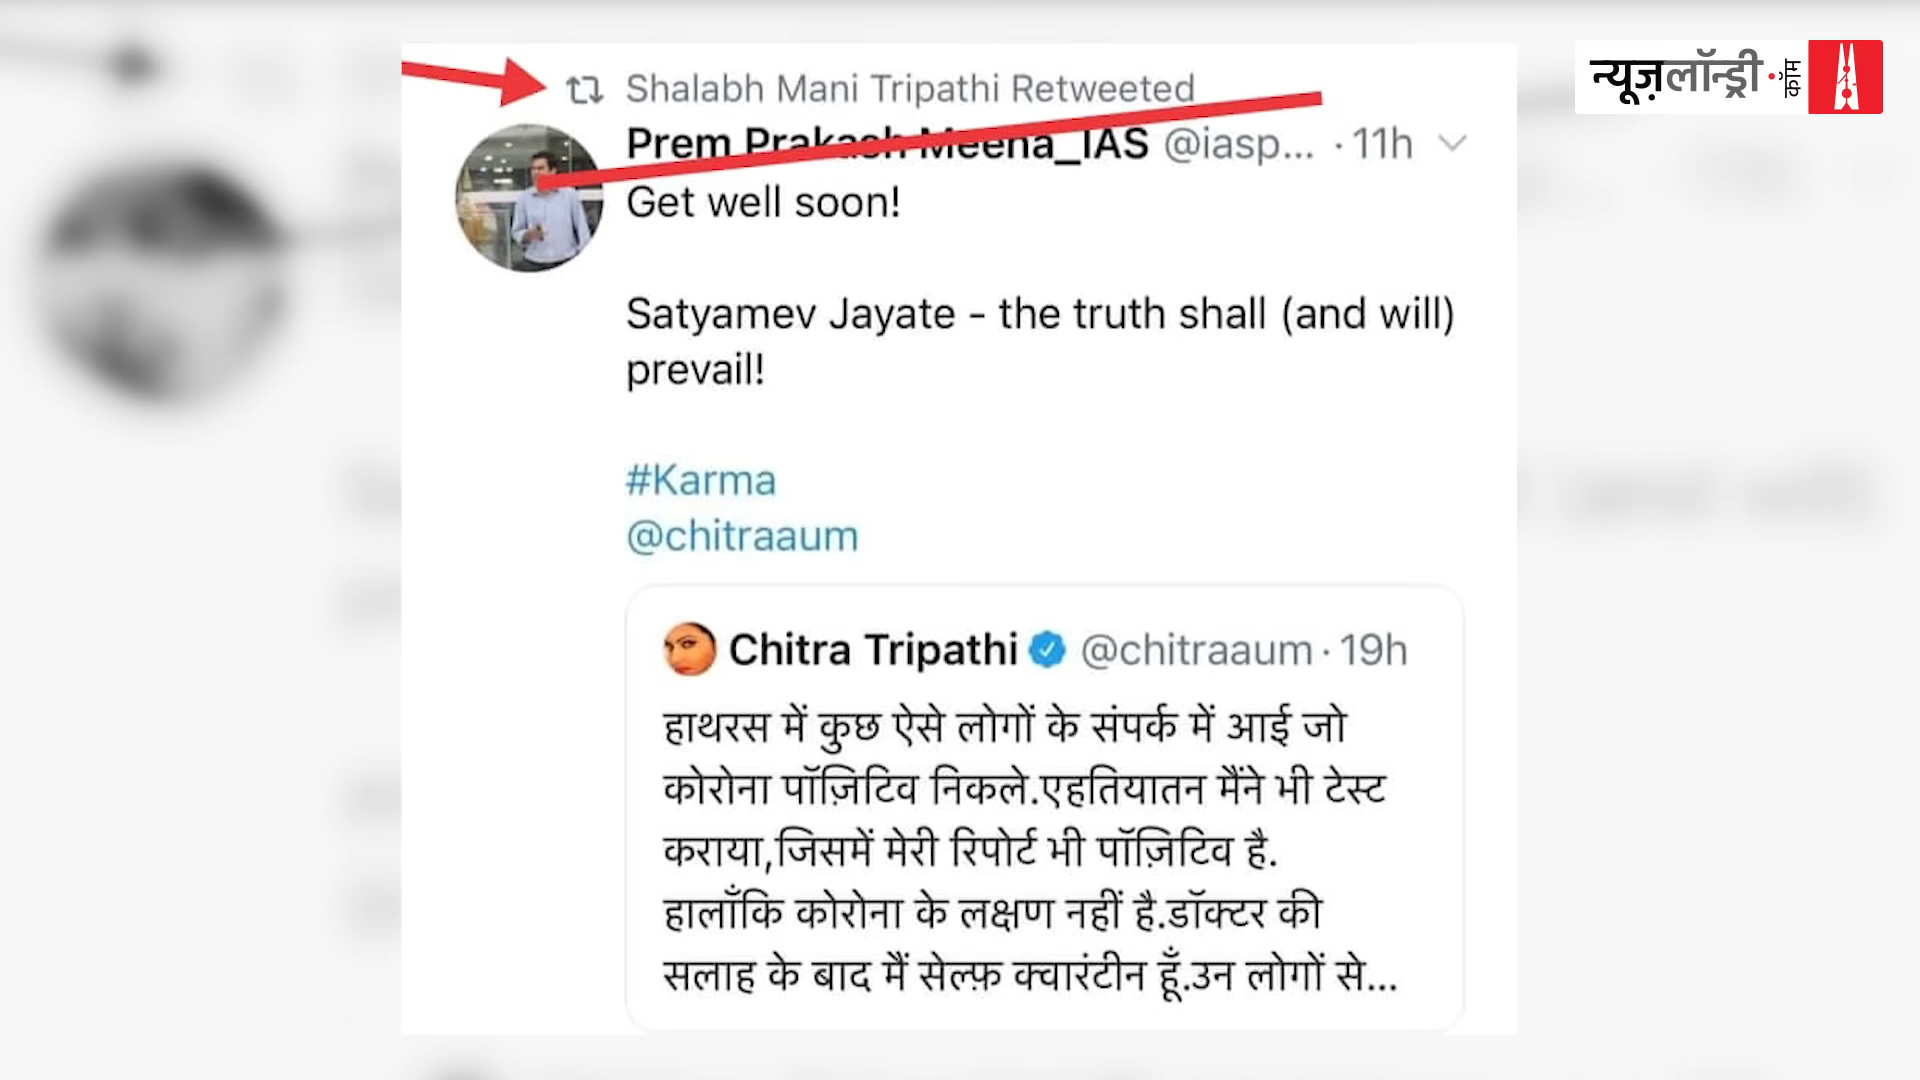 न्यूज़लॉन्ड्री.कॉम
Shalabh Mani Tripathi Retweeted
Prem Prakash Meena_IAS @iasp... · 11h
Get well soon!
Satyamev Jayate - the truth shall (and will)
prevail!
#Karma
@chitraaum
Chitra Tripathi @chitraaum · 19h
हाथरस में कुछ ऐसे लोगों के संपर्क में आई जो
कोरोना पॉज़िटिव निकले.एहतियातन मैंने भी टेस्ट
कराया,जिसमें मेरी रिपोर्ट भी पॉज़िटिव है.
हालाँकि कोरोना के लक्षण नहीं है.डॉक्टर की
सलाह के बाद मैं सेल्फ़ क्वारंटीन हूँ.उन लोगों से...